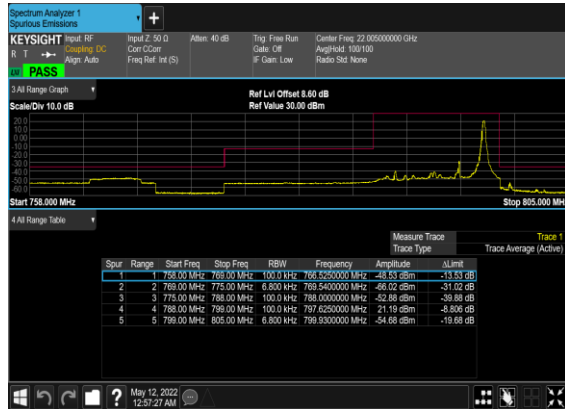 Spectrum Analyzer 1
Spurious Emissions
+
KEYSIGHT Input: RF Input Z: 50 Ω Atten: 40 dB Trig: Free Run Center Freq: 22.005000000 GHz
R T Coupling: DC Corr CCorr Gate: Off Avg|Hold: 100/100
Align: Auto Freq Ref: Int (S) IF Gain: Low Radio Std: None
PASS
3 All Range Graph Ref Lvl Offset 8.60 dB
Scale/Div 10.0 dB Ref Value 30.00 dBm
20.0
10.0
0.00
-10.0
-20.0
-30.0
-40.0
-50.0
-60.0
Start 758.000 MHz Stop 805.000 MH
4 All Range Table
Measure Trace Trace 1
Trace Type Trace Average (Active)
Spur Range Start Freq Stop Freq RBW Frequency Amplitude ΔLimit
1 1 758.00 MHz 769.00 MHz 100.0 kHz 766.5250000 MHz -48.53 dBm -13.53 dB
2 2 769.00 MHz 775.00 MHz 6.800 kHz 769.5400000 MHz -66.02 dBm -31.02 dB
3 3 775.00 MHz 788.00 MHz 100.0 kHz 788.0000000 MHz -52.88 dBm -39.88 dB
4 4 788.00 MHz 799.00 MHz 100.0 kHz 797.6250000 MHz 21.19 dBm -8.806 dB
5 5 799.00 MHz 805.00 MHz 6.800 kHz 799.9300000 MHz -54.68 dBm -19.68 dB
? May 12, 2022
12:57:27 AM